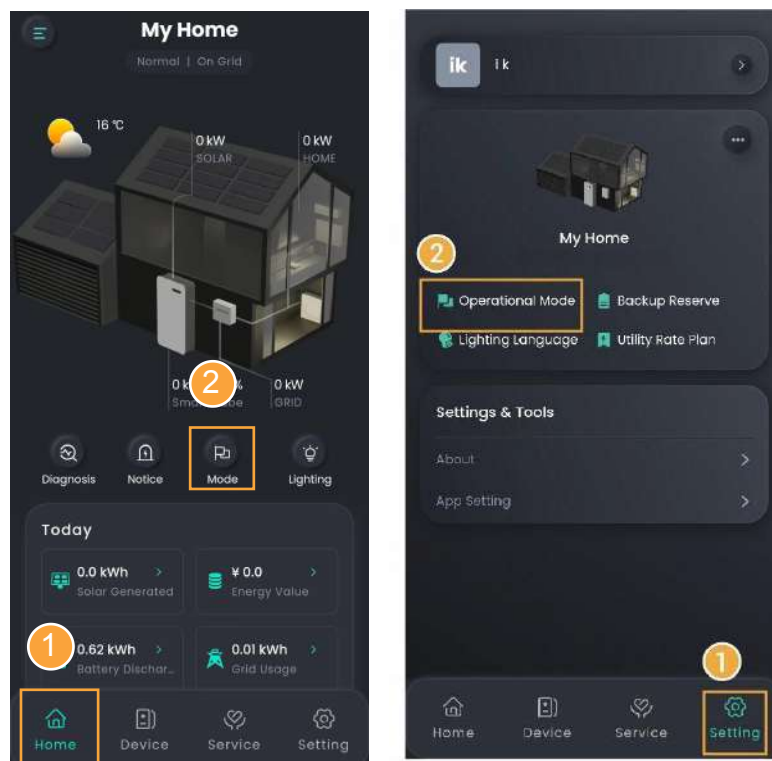 My Home
Normal | On Grid
16 ℃
0 kW
SOLAR
0 kW
HOME
0 kW
GRID
2
Diagnosis
Notice
Mode
Lighting
Today
0.0 kWh
Solar Generated
¥ 0.0
Energy Value
1
0.62 kWh
Battery Dischar...
0.01 kWh
Grid Usage
Home
Device
Service
Setting
ik
ik
My Home
2
Operational Mode
Backup Reserve
Lighting Language
Utility Rate Plan
Settings & Tools
About
App Setting
1
Home
Device
Service
Setting